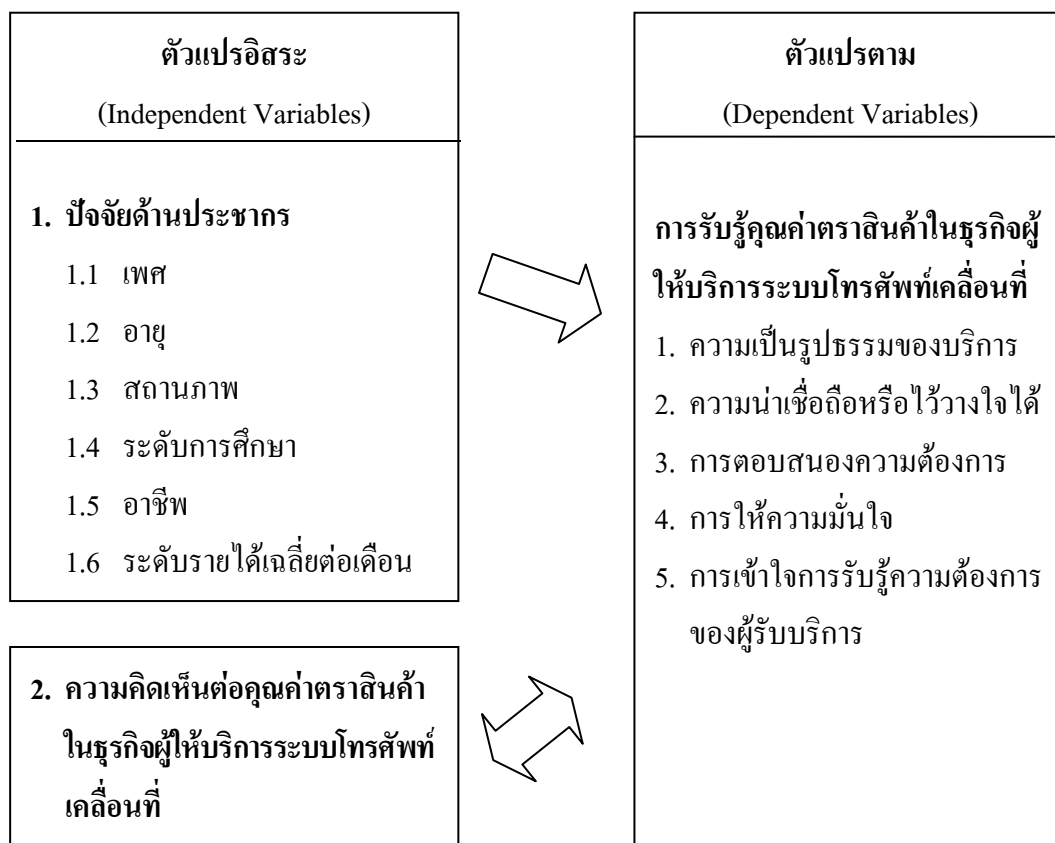 ตัวแปรอิสระ
(Independent Variables)
1. ปัจจัยด้านประชากร
1.1 เพศ
1.2 อายุ
1.3 สถานภาพ
1.4 ระดับการศึกษา
1.5 อาชีพ
1.6 ระดับรายได้เฉลี่ยต่อเดือน
2. ความคิดเห็นต่อคุณค่าตราสินค้า
ในธุรกิจผู้ให้บริการระบบโทรศัพท์
เคลื่อนที่
ตัวแปรตาม
(Dependent Variables)
การรับรู้คุณค่าตราสินค้าในธุรกิจผู้
ให้บริการระบบโทรศัพท์เคลื่อนที่
1. ความเป็นรูปธรรมของบริการ
2. ความน่าเชื่อถือหรือไว้วางใจได้
3. การตอบสนองความต้องการ
4. การให้ความมั่นใจ
5. การเข้าใจการรับรู้ความต้องการ
ของผู้รับบริการ